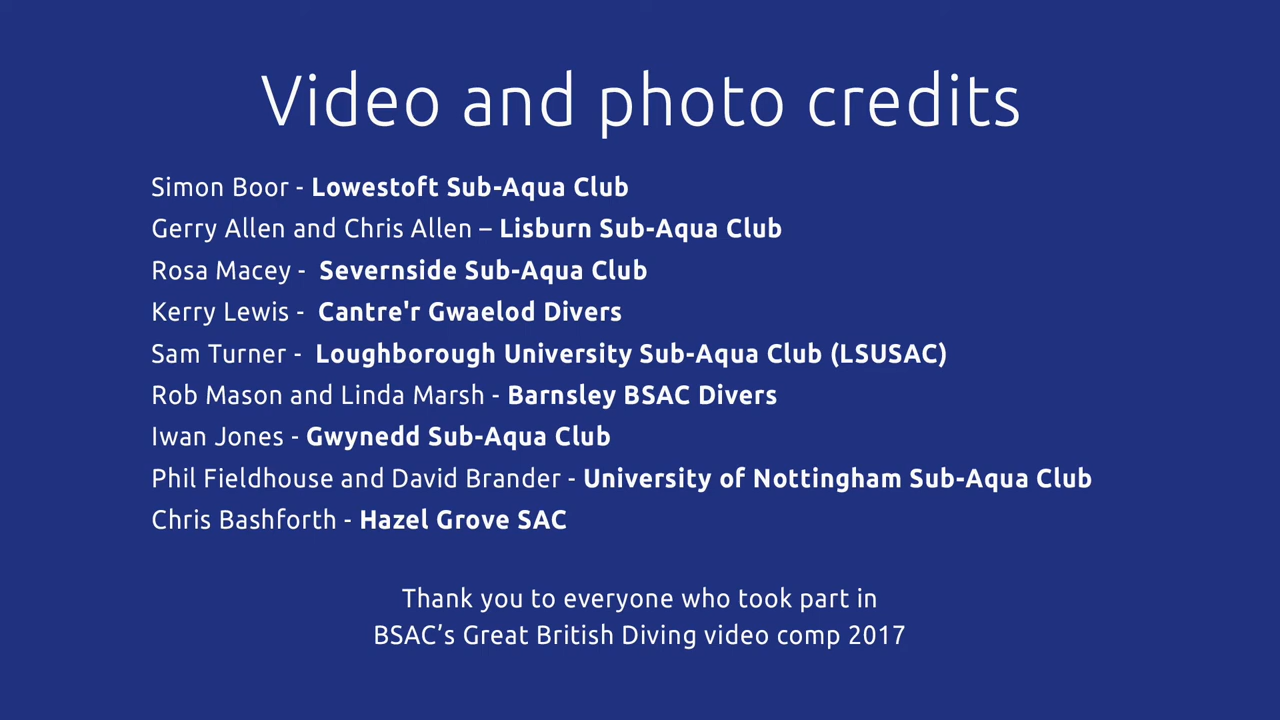 Video and photo credits
Simon Boor - Lowestoft Sub-Aqua Club
Gerry Allen and Chris Allen – Lisburn Sub-Aqua Club
Rosa Macey -  Severnside Sub-Aqua Club
Kerry Lewis -  Cantre'r Gwaelod Divers
Sam Turner -  Loughborough University Sub-Aqua Club (LSUSAC)
Rob Mason and Linda Marsh - Barnsley BSAC Divers
Iwan Jones - Gwynedd Sub-Aqua Club
Phil Fieldhouse and David Brander - University of Nottingham Sub-Aqua Club
Chris Bashforth - Hazel Grove SAC
Thank you to everyone who took part in
BSAC’s Great British Diving video comp 2017